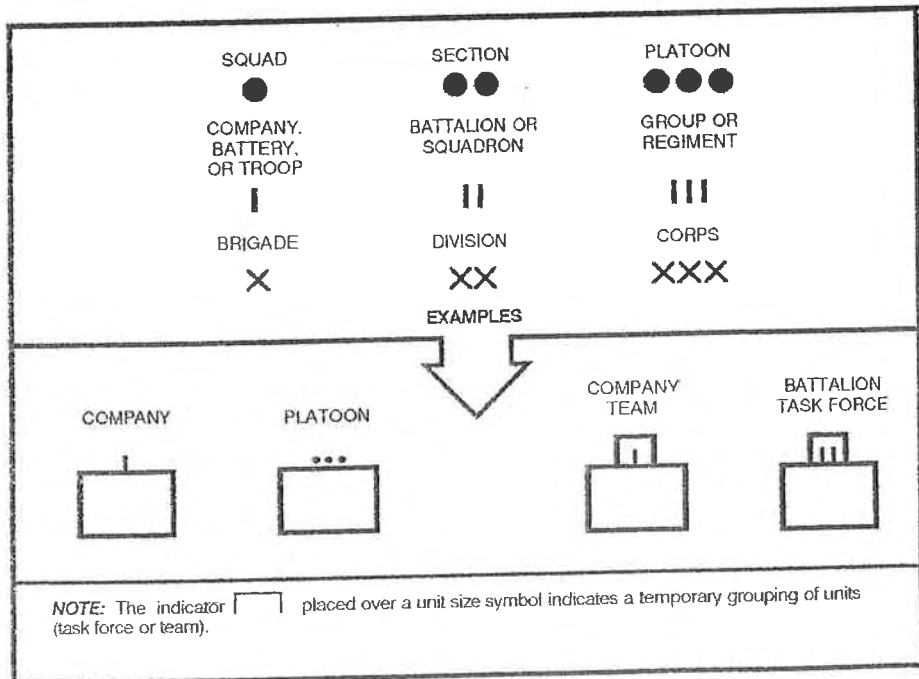 SQUAD
SECTION
PLATOON
COMPANY,
BATTERY,
OR TROOP
BATTALION OR
SQUADRON
GROUP OR
REGIMENT
BRIGADE
DIVISION
CORPS
EXAMPLES
COMPANY
PLATOON
COMPANY
TEAM
BATTALION
TASK FORCE
NOTE: The indicator placed over a unit size symbol indicates a temporary grouping of units
(task force or team).